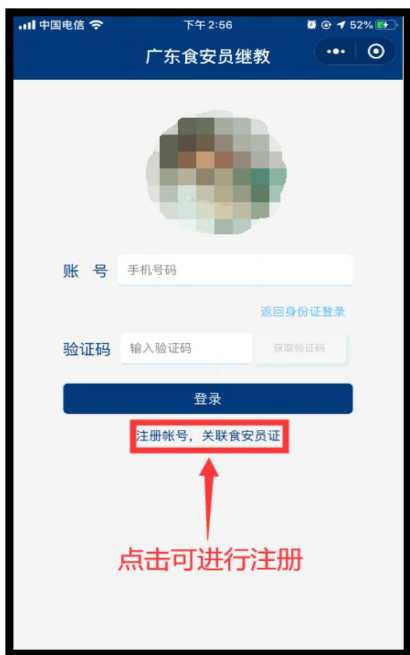 中国电信 下午2:56 52%
广东食安员继教
账 号 手机号码
返回身份证登录
验证码 输入验证码 获取验证码
登录
注册帐号，关联食安员证
点击可进行注册